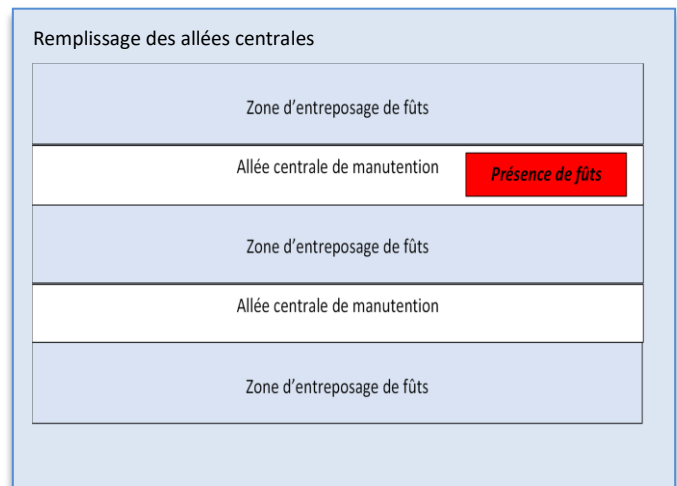 Remplissage des allées centrales
Zone d'entreposage de fûts
Allée centrale de manutention
Présence de fûts
Zone d'entreposage de fûts
Allée centrale de manutention
Zone d'entreposage de fûts